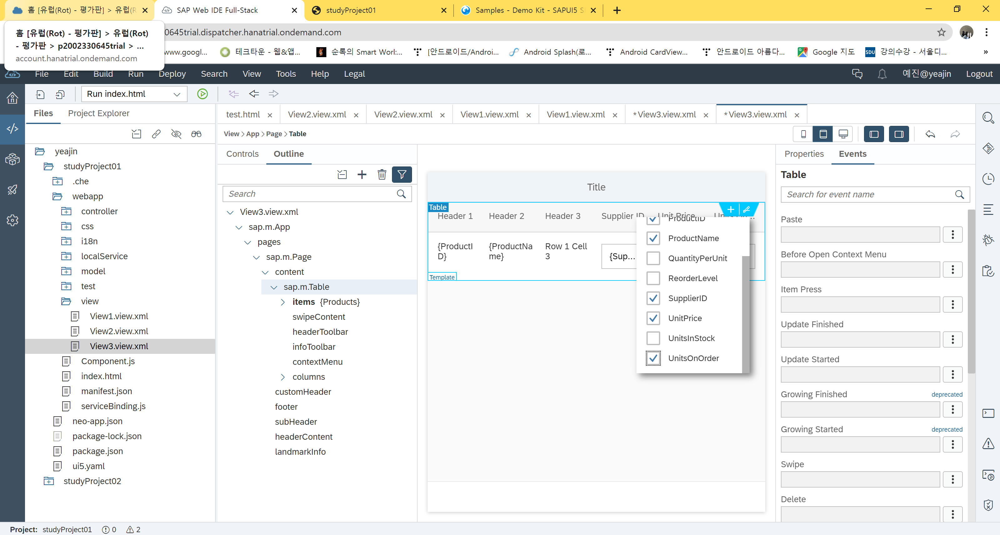 홈 [유럽(Rot) - 평가판] > 유럽(R
SAP Web IDE Full-Stack
studyProject01
Samples - Demo Kit - SAPUI5 S
홈 [유럽(Rot) - 평가판] > 유럽(Rot)
- 평가판 > p2002330645trial > ...
account.hanatrial.ondemand.com
0645trial.dispatcher.hanatrial.ondemand.com
www.googl...
테크타운 - 웹&앱...
순록의 Smart Worl:...
[안드로이드/Androi...
Android Splash(로...
Android CardView...
안드로이드 아름다...
Google 지도
SDU
강의수강 - 서울디...
»
File Edit Build Run Deploy Search View Tools Help Legal
예진@yeajin
Logout
Run index.html
Files
Project Explorer
yeajin
studyProject01
.che
webapp
controller
css
i18n
localService
model
test
view
View1.view.xml
View2.view.xml
View3.view.xml
Component.js
index.html
manifest.json
serviceBinding.js
neo-app.json
package-lock.json
package.json
ui5.yaml
studyProject02
test.html
View2.view.xml
View2.view.xml
View1.view.xml
View1.view.xml
*View3.view.xml
*View3.view.xml
View > App > Page > Table
Controls
Outline
Search
View3.view.xml
sap.m.App
pages
sap.m.Page
content
sap.m.Table
items {Products}
swipeContent
headerToolbar
infoToolbar
contextMenu
columns
customHeader
footer
subHeader
headerContent
landmarkInfo
Title
Table
Header 1
Header 2
Header 3
Supplier ID
Unit Price
{ProductI
D}
{ProductNa
me}
Row 1 Cell
3
{Sup...
Template
ProductID
ProductName
QuantityPerUnit
ReorderLevel
SupplierID
UnitPrice
UnitsInStock
UnitsOnOrder
Properties
Events
Table
Search for event name
Paste
Before Open Context Menu
Item Press
Update Finished
Update Started
Growing Finished
deprecated
Growing Started
deprecated
Swipe
Delete
Project: studyProject01
0
2